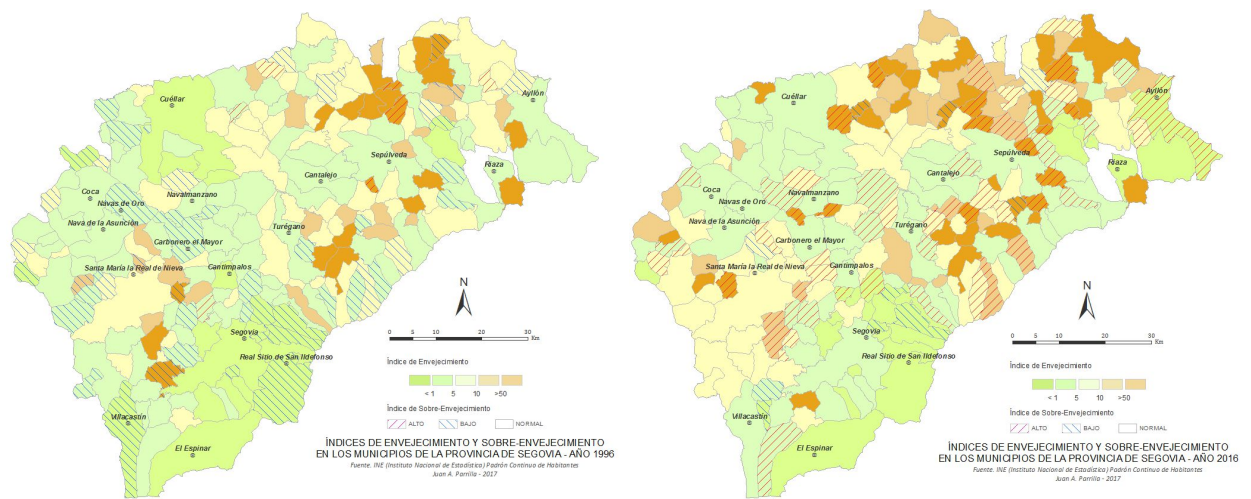 Cuéllar
Ayllón
Sepúlveda
Riaza
Cantalejo
Coca
Navalmanzano
Navas de Oro
Nava de la Asunción
Turégano
Carbonero el Mayor
Santa María la Real de Nieva
Cantimpalos
N
Segovia
0 5 10 20 30
Km
Real Sitio de San Ildefonso
Índice de Envejecimiento
< 1 5 10 >50
Índice de Sobre-Envejecimiento
ALTO BAJO NORMAL
Villacastín
El Espinar
ÍNDICES DE ENVEJECIMIENTO Y SOBRE-ENVEJECIMIENTO
EN LOS MUNICIPIOS DE LA PROVINCIA DE SEGOVIA - AÑO 1996
Fuente. INE (Instituto Nacional de Estadística) Padrón Continuo de Habitantes
Juan A. Parrilla - 2017
Cuéllar
Ayllón
Sepúlveda
Riaza
Cantalejo
Coca
Navalmanzano
Navas de Oro
Nava de la Asunción
Turégano
Carbonero el Mayor
Santa María la Real de Nieva
Cantimpalos
N
Segovia
0 5 10 20 30
Km
Real Sitio de San Ildefonso
Índice de Envejecimiento
< 1 5 10 >50
Índice de Sobre-Envejecimiento
ALTO BAJO NORMAL
Villacastín
El Espinar
ÍNDICES DE ENVEJECIMIENTO Y SOBRE-ENVEJECIMIENTO
EN LOS MUNICIPIOS DE LA PROVINCIA DE SEGOVIA - AÑO 2016
Fuente. INE (Instituto Nacional de Estadística) Padrón Continuo de Habitantes
Juan A. Parrilla - 2017